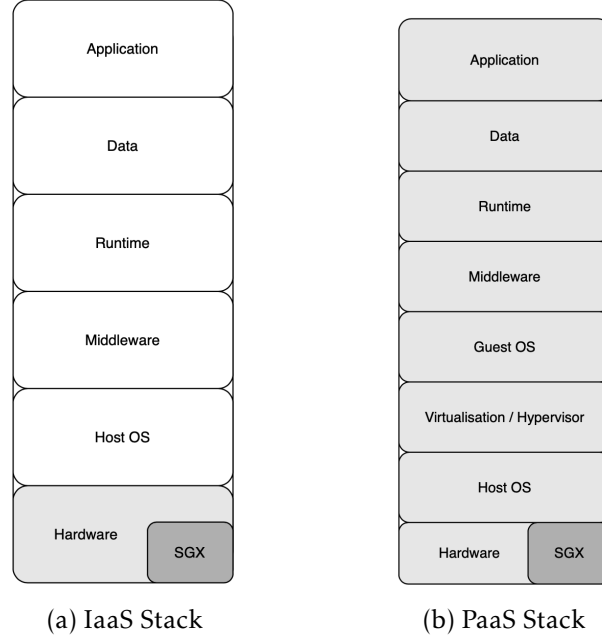 Application
Data
Runtime
Middleware
Host OS
Hardware
SGX
(a) IaaS Stack
Application
Data
Runtime
Middleware
Guest OS
Virtualisation / Hypervisor
Host OS
Hardware
SGX
(b) PaaS Stack